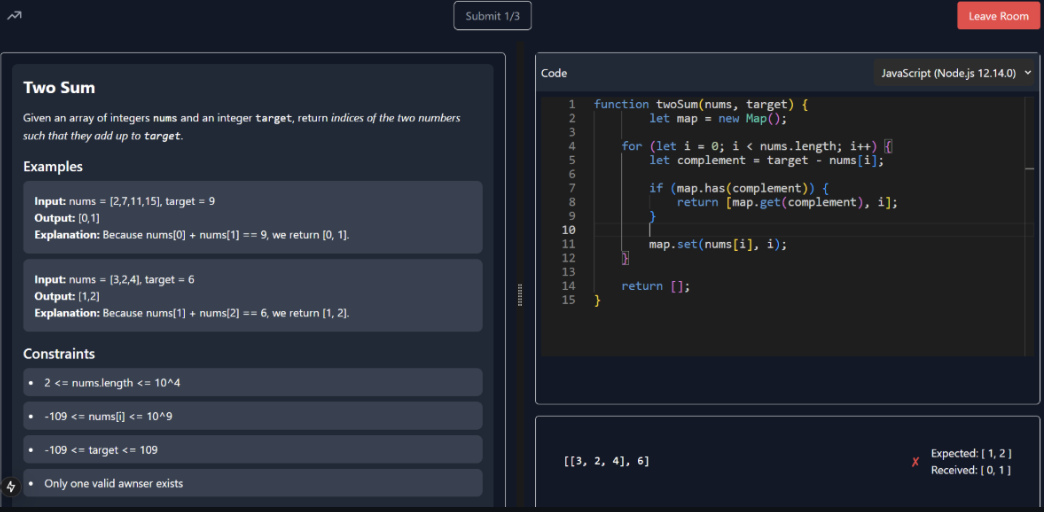 Submit 1/3
Leave Room
Two Sum
Given an array of integers nums and an integer target, return indices of the two numbers
such that they add up to target.
Examples
Input: nums = [2,7,11,15], target = 9
Output: [0,1]
Explanation: Because nums[0] + nums[1] == 9, we return [0, 1].
Input: nums = [3,2,4], target = 6
Output: [1,2]
Explanation: Because nums[1] + nums[2] == 6, we return [1, 2].
Constraints
• 2 <= nums.length <= 10^4
• -109 <= nums[i] <= 10^9
• -109 <= target <= 109
• Only one valid awnser exists
Code
JavaScript (Node.js 12.14.0)
1 function twoSum(nums, target) {
2 let map = new Map();
3
4 for (let i = 0; i < nums.length; i++) {
5 let complement = target - nums[i];
6
7 if (map.has(complement)) {
8 return [map.get(complement), i];
9 }
10
11 map.set(nums[i], i);
12 }
13
14 return [];
15 }
[[3, 2, 4], 6]
✗ Expected: [ 1, 2 ]
Received: [ 0, 1 ]